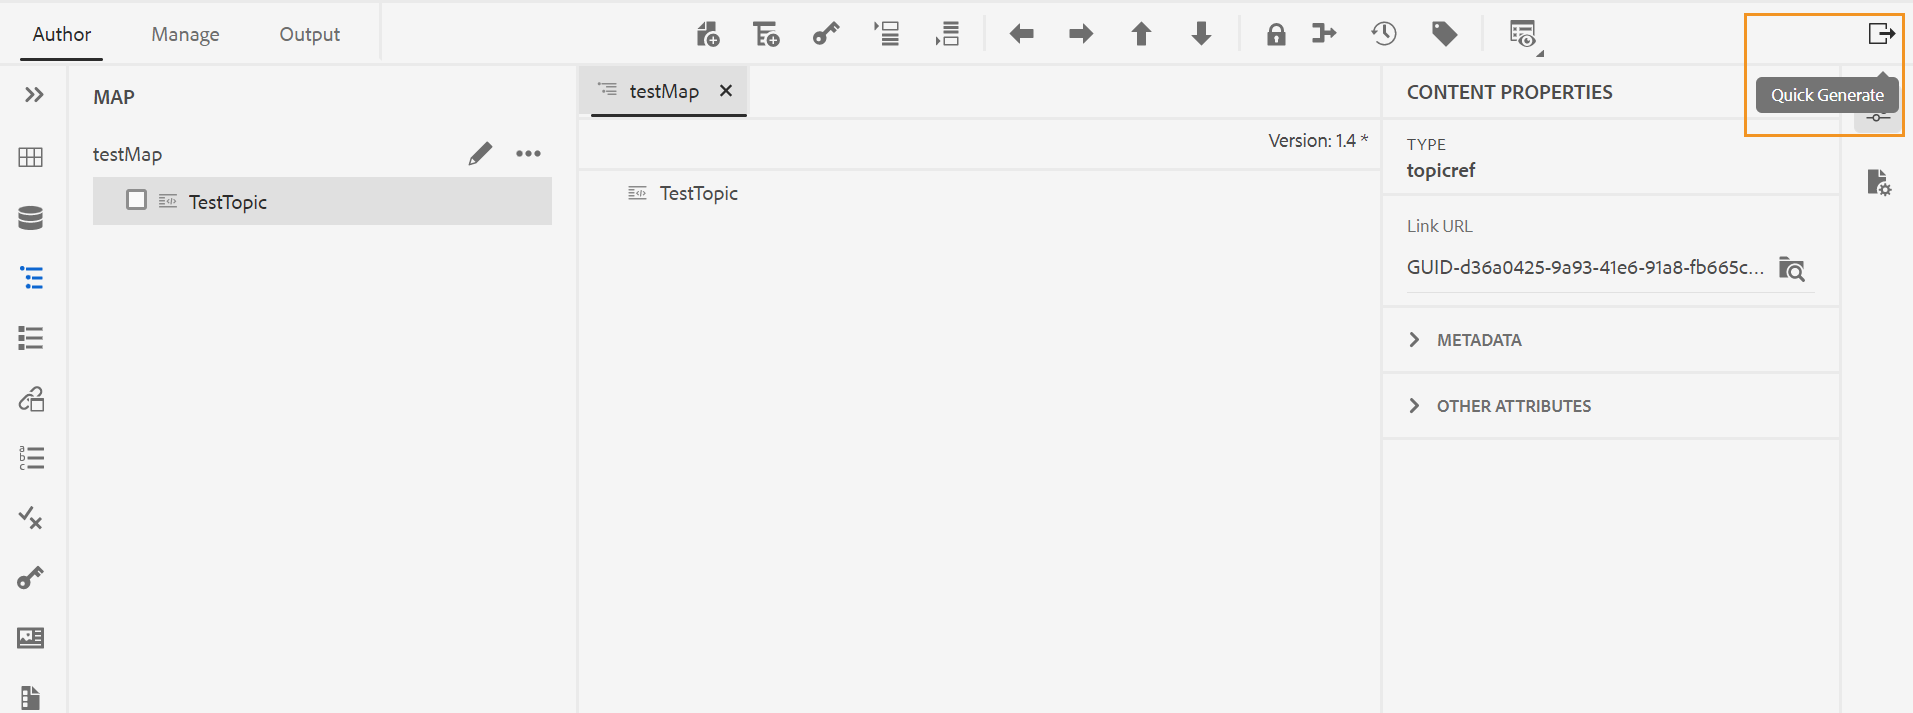 Author Manage Output
Quick Generate
MAP
testMap
TestTopic
testMap
Version: 1.4 *
TestTopic
CONTENT PROPERTIES
TYPE
topicref
Link URL
GUID-d36a0425-9a93-41e6-91a8-fb665c...
METADATA
OTHER ATTRIBUTES